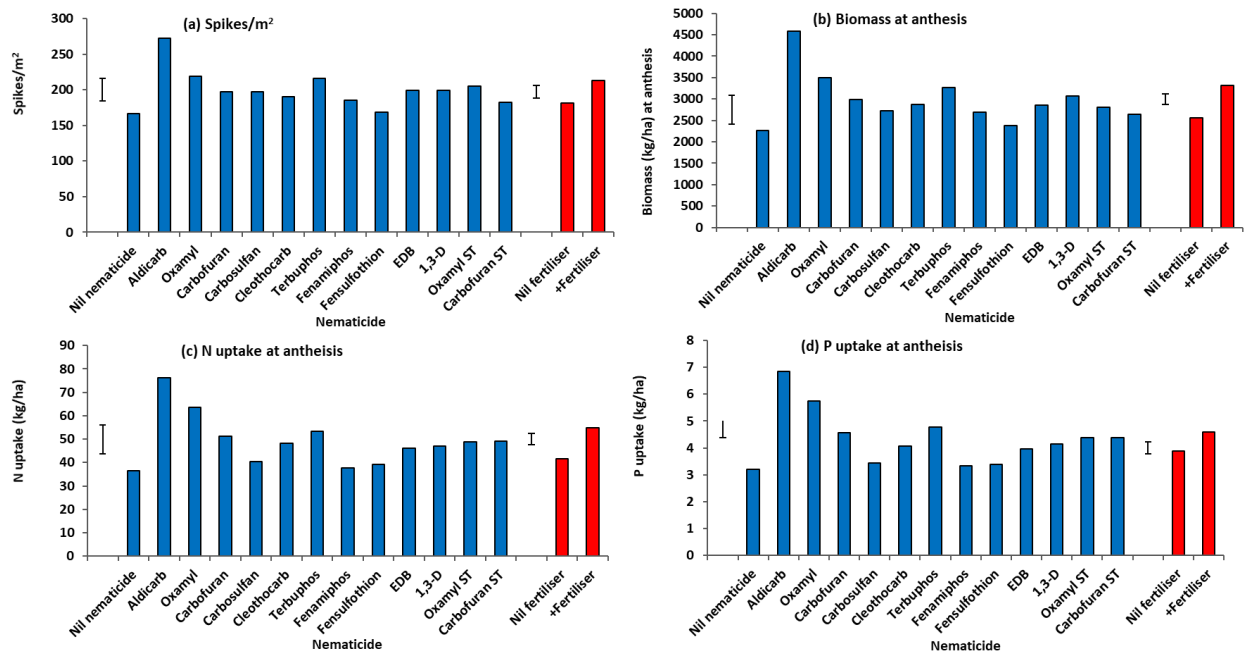 (a) Spikes/m²
Spikes/m²
300
250
200
150
100
50
0
Nil nematicide
Aldicarb
Oxamyl
Carbofuran
Carbosulfan
Cleothocarb
Terbuphos
Fenamiphos
Fensulfothion
EDB
1,3-D
Oxamyl ST
Carbofuran ST
Nil fertiliser
+Fertiliser
Nematicide
(b) Biomass at anthesis
Biomass (kg/ha) at anthesis
5000
4500
4000
3500
3000
2500
2000
1500
1000
500
0
Nil nematicide
Aldicarb
Oxamyl
Carbofuran
Carbosulfan
Clethocarb
Terbuphos
Fenamiphos
Fensulfothion
EDB
1,3-D
Oxamyl ST
Carbofuran ST
Nil fertiliser
+Fertiliser
Nematicide
(c) N uptake at antheisis
N uptake (kg/ha)
90
80
70
60
50
40
30
20
10
0
Nil nematicide
Aldicarb
Oxamyl
Carbofuran
Carbosulfan
Cleothocarb
Terbuphos
Fenamiphos
Fensulfothion
EDB
1,3-D
Oxamyl ST
Carbofuran ST
Nil fertiliser
+Fertiliser
Nematicide
(d) P uptake at antheisis
P uptake (kg/ha)
8
7
6
5
4
3
2
1
0
Nil nematicide
Aldicarb
Oxamyl
Carbofuran
Carbosulfan
Cleothocarb
Terbuphos
Fenamiphos
Fensulfothion
EDB
1,3-D
Oxamyl ST
Carbofuran ST
Nil fertiliser
+Fertiliser
Nematicide